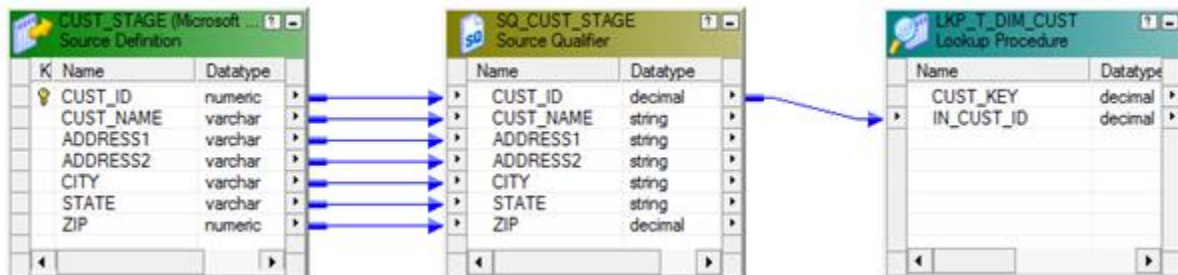 CUST_STAGE (Microsoft ...
Source Definition
K Name Datatype
CUST_ID numeric
CUST_NAME varchar
ADDRESS1 varchar
ADDRESS2 varchar
CITY varchar
STATE varchar
ZIP numeric
SQ
SQ_CUST_STAGE
Source Qualifier
Name Datatype
CUST_ID decimal
CUST_NAME string
ADDRESS1 string
ADDRESS2 string
CITY string
STATE string
ZIP decimal
LKP_T_DIM_CUST
Lookup Procedure
Name Datatype
CUST_KEY decimal
IN_CUST_ID decimal